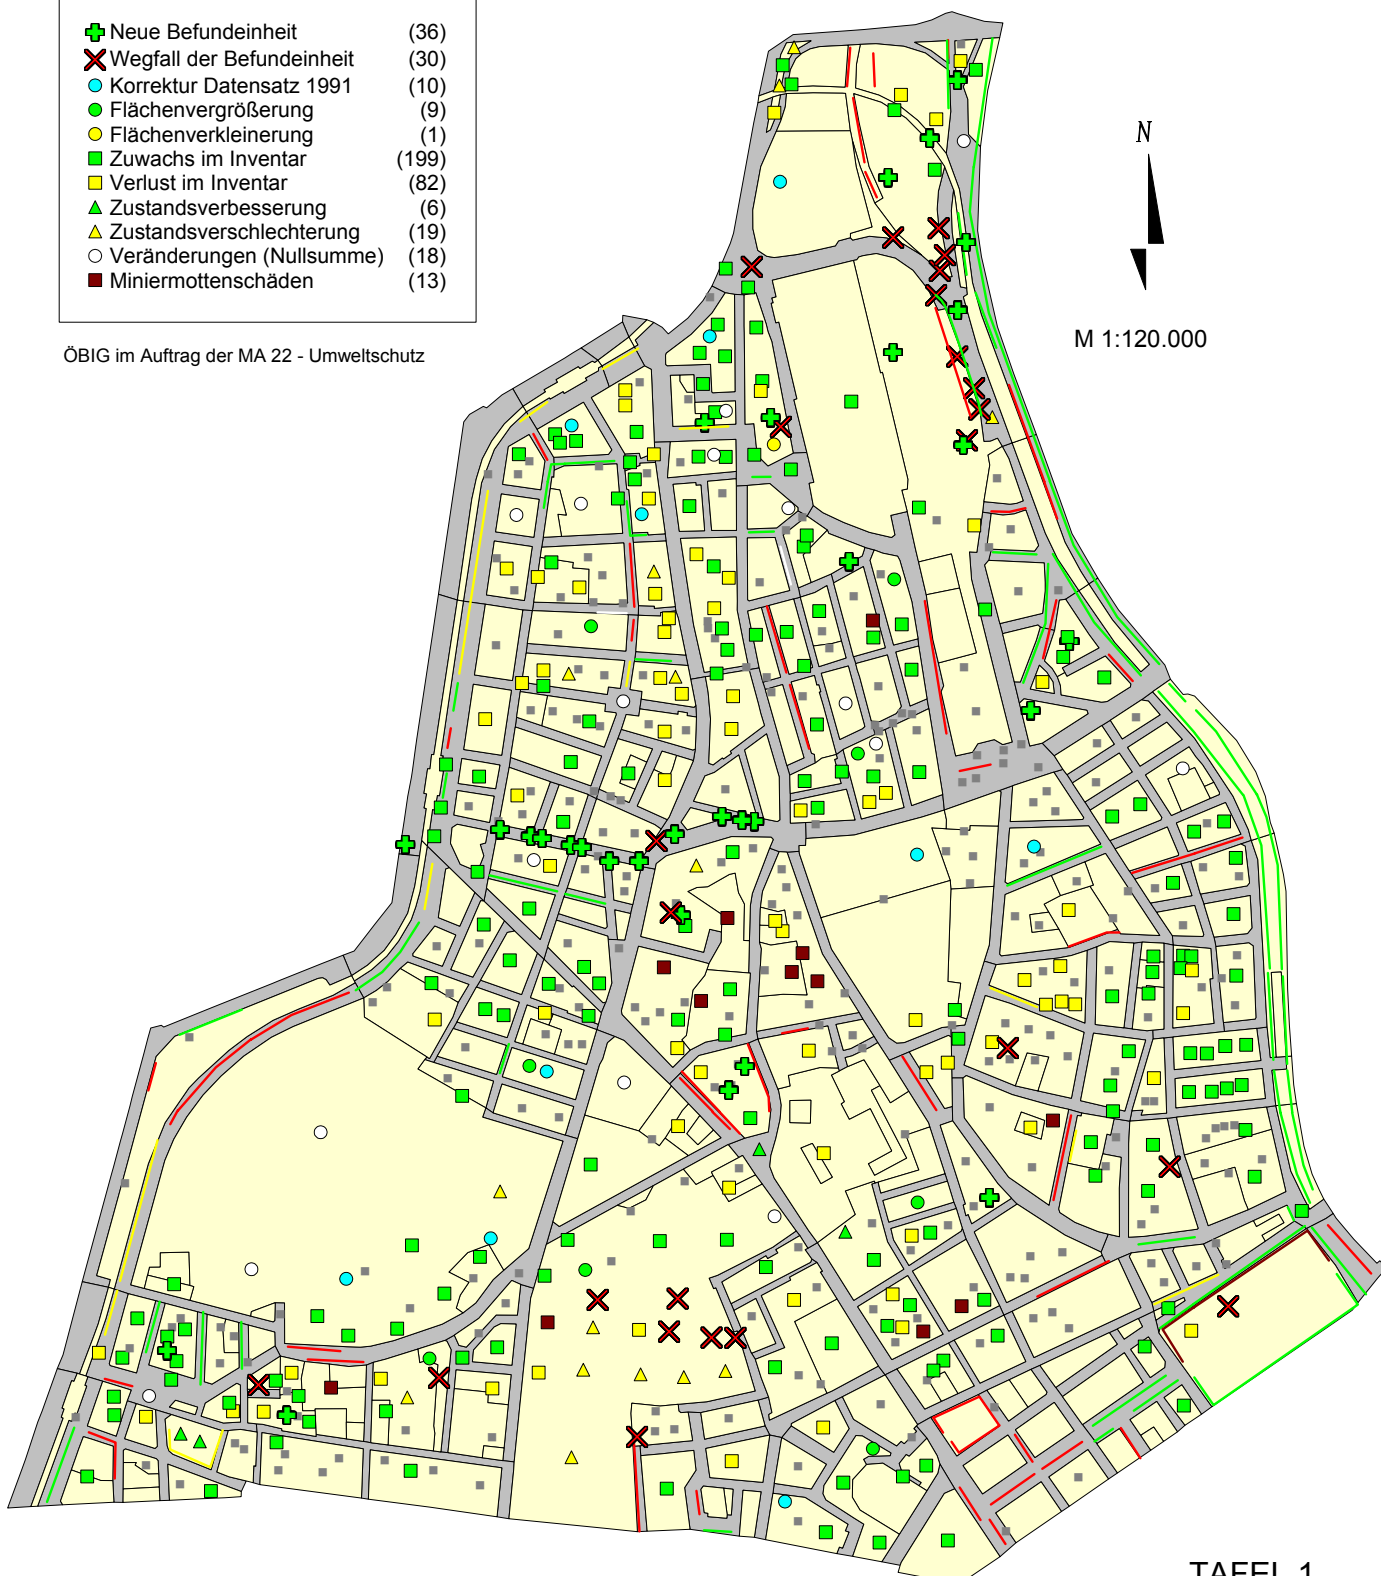 Neue Befundeinheit (36)
Wegfall der Befundeinheit (30)
Korrektur Datensatz 1991 (10)
Flächenvergrößerung (9)
Flächenverkleinerung (1)
Zuwachs im Inventar (199)
Verlust im Inventar (82)
Zustandsverbesserung (6)
Zustandsverschlechterung (19)
Veränderungen (Nullsumme) (18)
Miniermottenschäden (13)
ÖBIG im Auftrag der MA 22 - Umweltschutz
N
M 1:120.000
TAFEL 1